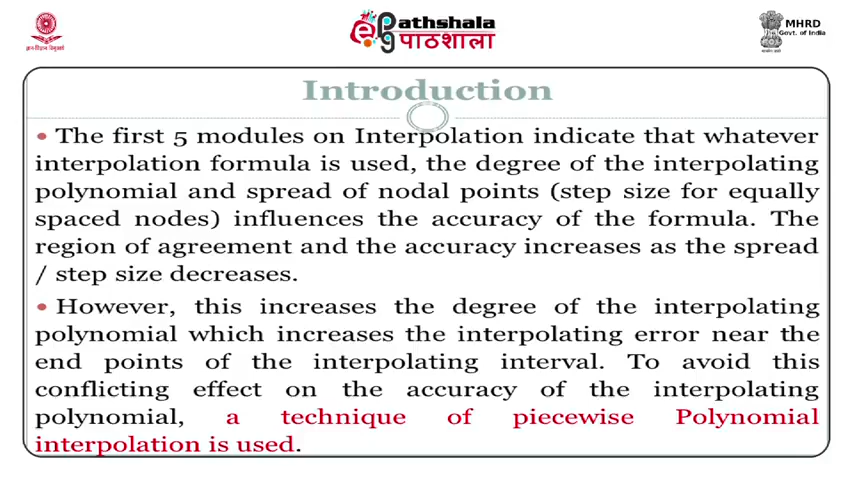 Pathshala
पाठशाला
MHRD
Govt. of India
Introduction
• The first 5 modules on Interpolation indicate that whatever
interpolation formula is used, the degree of the interpolating
polynomial and spread of nodal points (step size for equally
spaced nodes) influences the accuracy of the formula. The
region of agreement and the accuracy increases as the spread
/ step size decreases.
• However, this increases the degree of the interpolating
polynomial which increases the interpolating error near the
end points of the interpolating interval. To avoid this
conflicting effect on the accuracy of the interpolating
polynomial, a technique of piecewise Polynomial
interpolation is used.